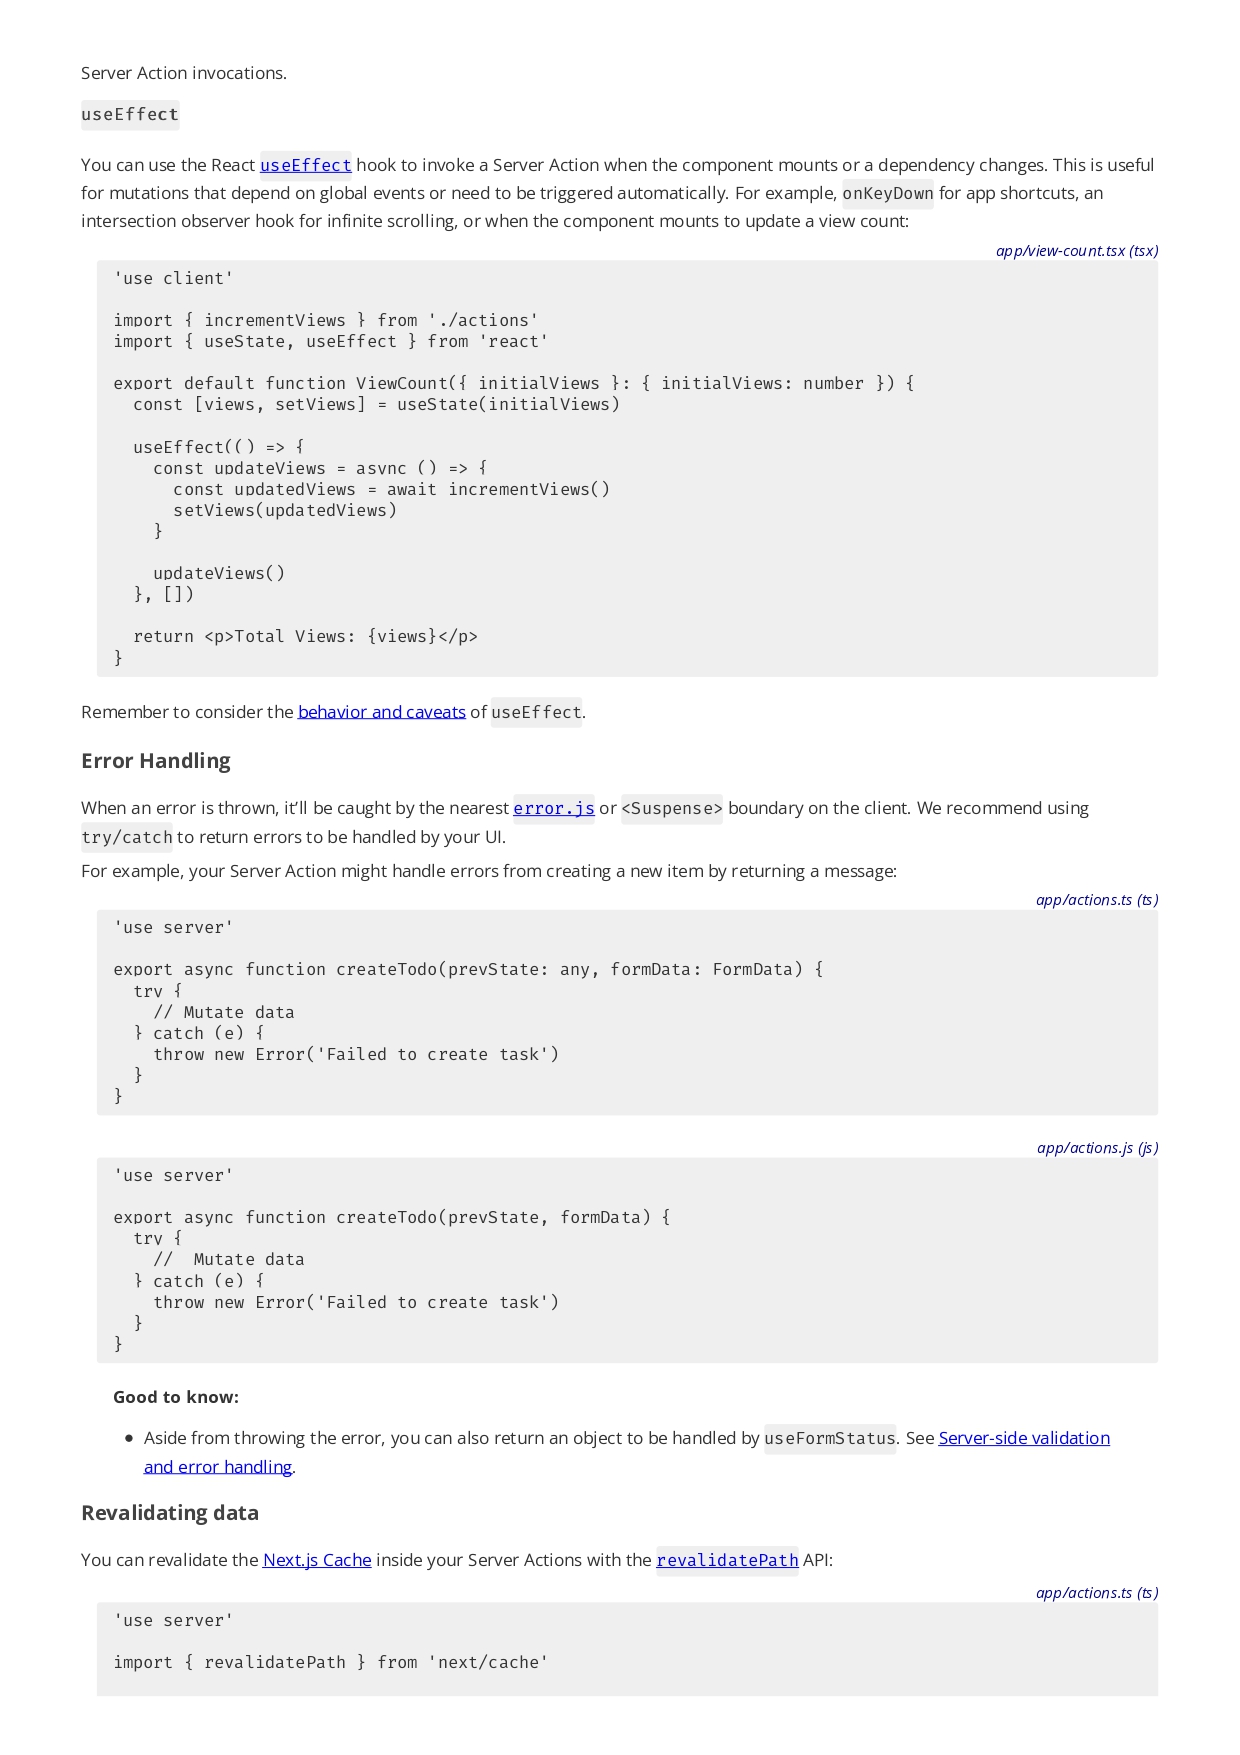 Server Action invocations.
useEffect
You can use the React useEffect hook to invoke a Server Action when the component mounts or a dependency changes. This is useful
for mutations that depend on global events or need to be triggered automatically. For example, onKeyDown for app shortcuts, an
intersection observer hook for infinite scrolling, or when the component mounts to update a view count:
app/view-count.tsx (tsx)
'use client'
import { incrementViews } from './actions'
import { useState, useEffect } from 'react'
export default function ViewCount({ initialViews }: { initialViews: number }) {
  const [views, setViews] = useState(initialViews)
  useEffect(() => {
    const updateViews = async () => {
      const updatedViews = await incrementViews()
      setViews(updatedViews)
    }
    updateViews()
  }, [])
  return <p>Total Views: {views}</p>
}
Remember to consider the behavior and caveats of useEffect.
Error Handling
When an error is thrown, it’ll be caught by the nearest error.js or <Suspense> boundary on the client. We recommend using
try/catch to return errors to be handled by your UI.
For example, your Server Action might handle errors from creating a new item by returning a message:
app/actions.ts (ts)
'use server'
export async function createTodo(prevState: any, formData: FormData) {
  try {
    // Mutate data
  } catch (e) {
    throw new Error('Failed to create task')
  }
}
app/actions.js (js)
'use server'
export async function createTodo(prevState, formData) {
  try {
    //  Mutate data
  } catch (e) {
    throw new Error('Failed to create task')
  }
}
Good to know:
• Aside from throwing the error, you can also return an object to be handled by useFormStatus. See Server-side validation
and error handling.
Revalidating data
You can revalidate the Next.js Cache inside your Server Actions with the revalidatePath API:
app/actions.ts (ts)
'use server'
import { revalidatePath } from 'next/cache'